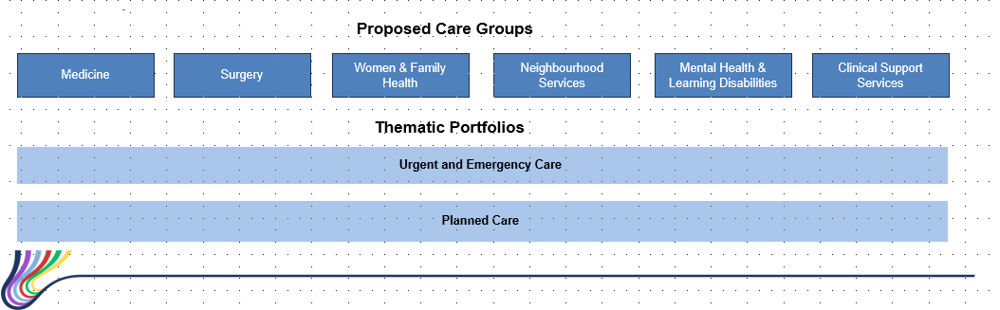 Proposed Care Groups
Medicine
Surgery
Women & Family
Health
Neighbourhood
Services
Mental Health &
Learning Disabilities
Clinical Support
Services
Thematic Portfolios
Urgent and Emergency Care
Planned Care